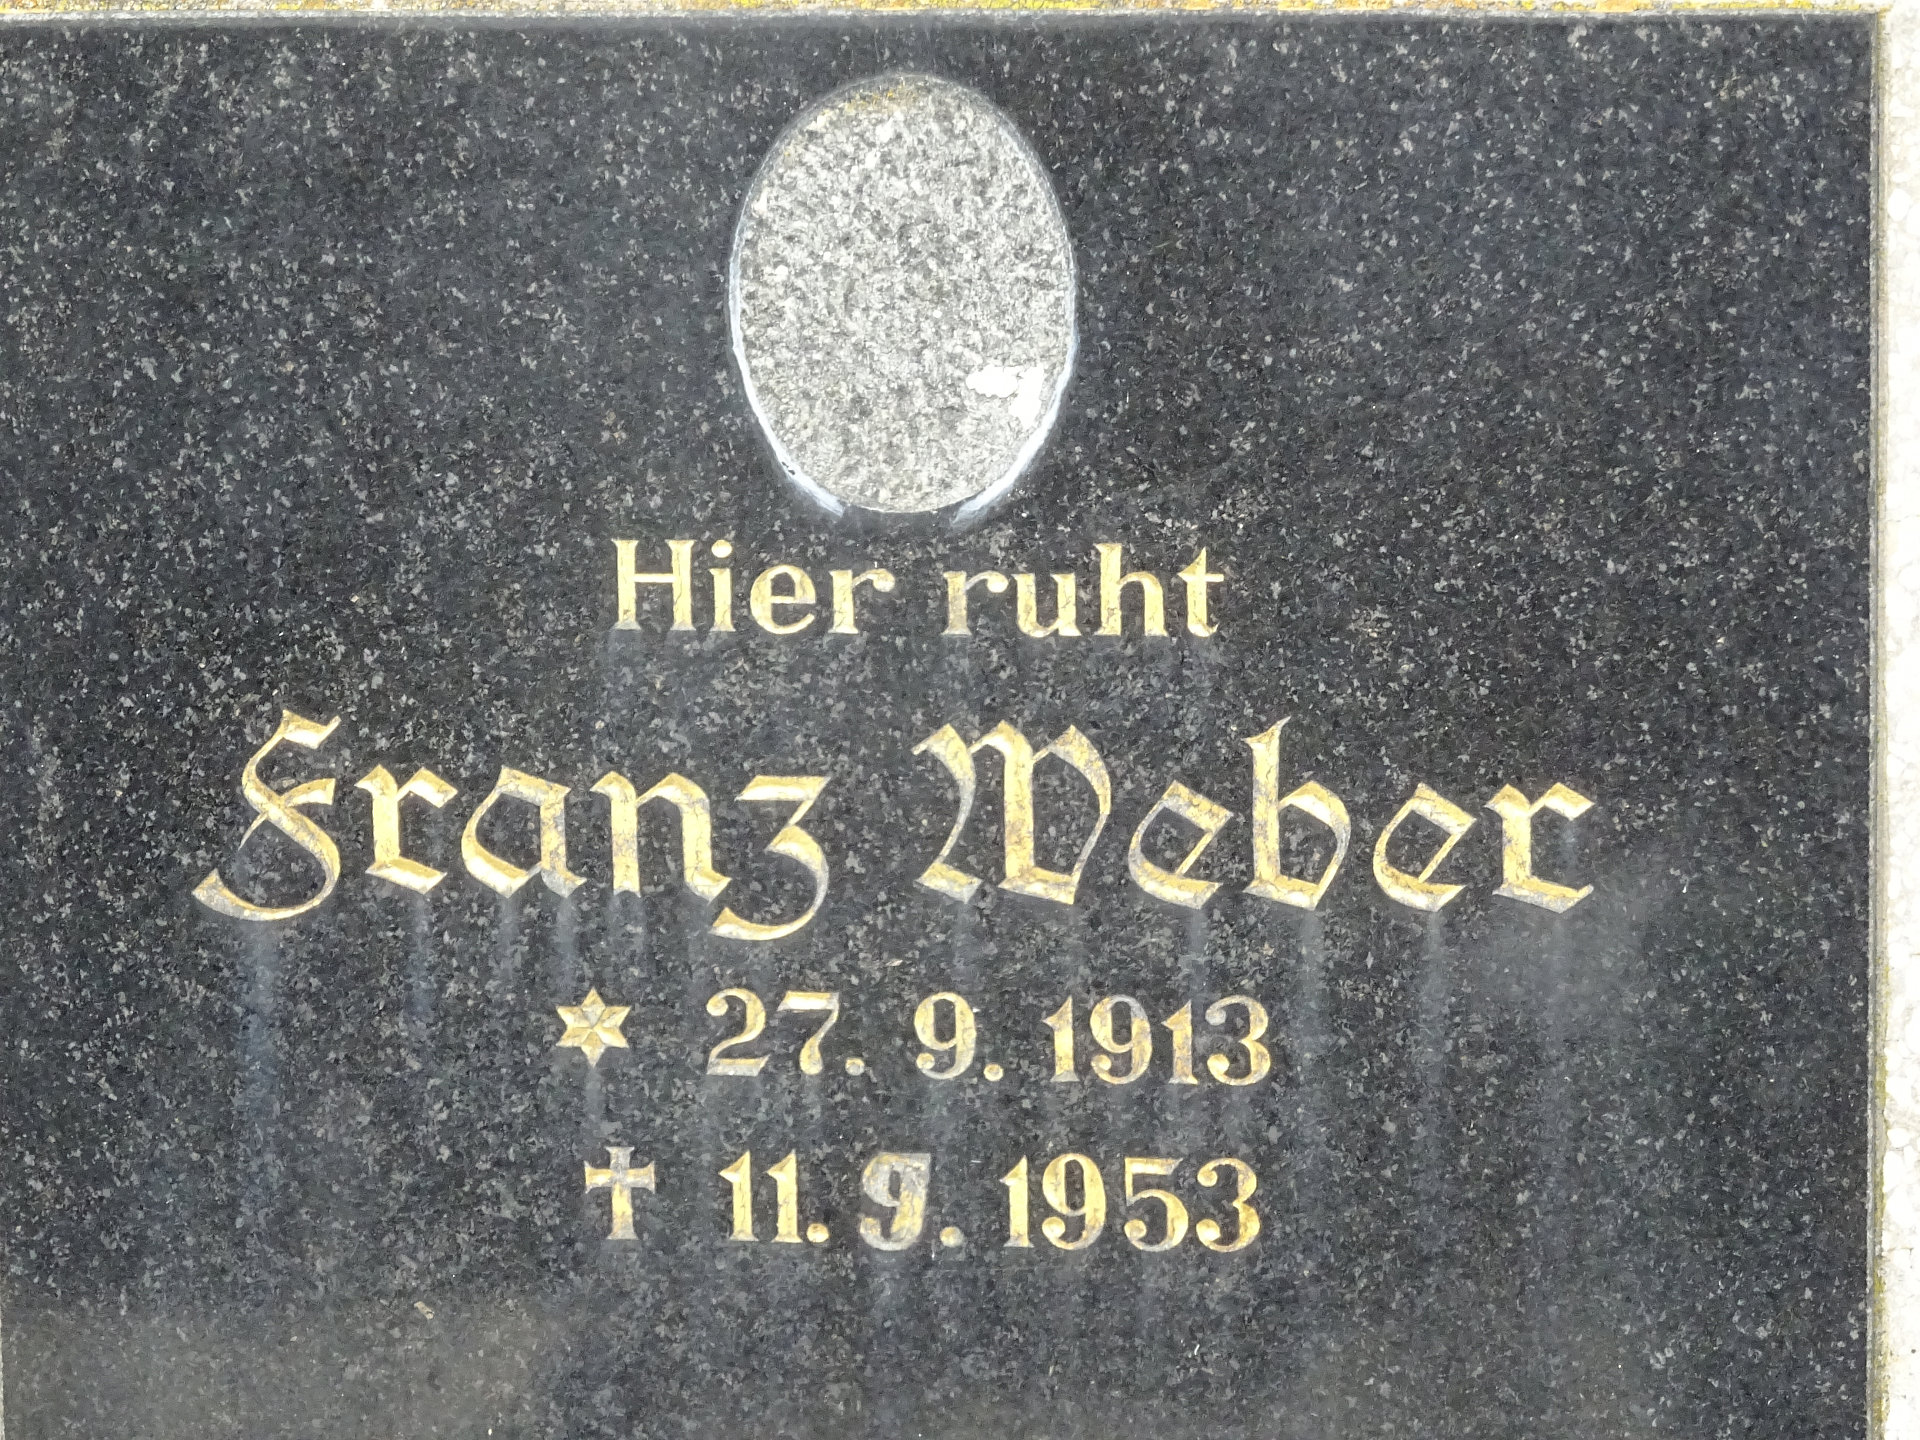 Hier ruht
Franz Weber
* 27. 9. 1913
† 11. 9. 1953